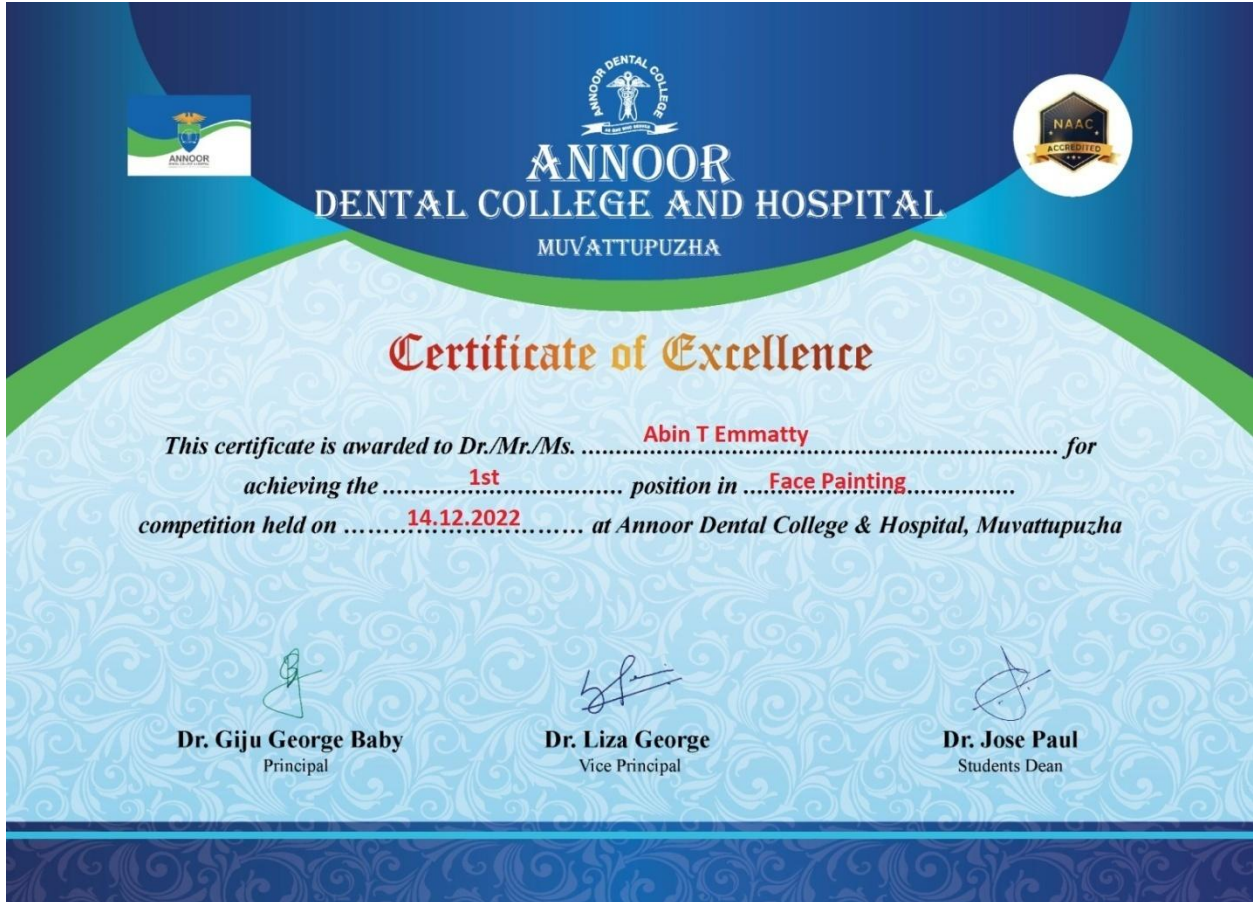 ANNOOR DENTAL COLLEGE
ANNOOR
NAAC
ACCREDITED
ANNOOR
DENTAL COLLEGE AND HOSPITAL
MUVATTUPUZHA
Certificate of Excellence
This certificate is awarded to Dr./Mr./Ms. ....Abin T Emmatty.... for
achieving the ....1st.... position in ....Face Painting....
competition held on ....14.12.2022.... at Annoor Dental College & Hospital, Muvattupuzha
Dr. Giju George Baby
Principal
Dr. Liza George
Vice Principal
Dr. Jose Paul
Students Dean